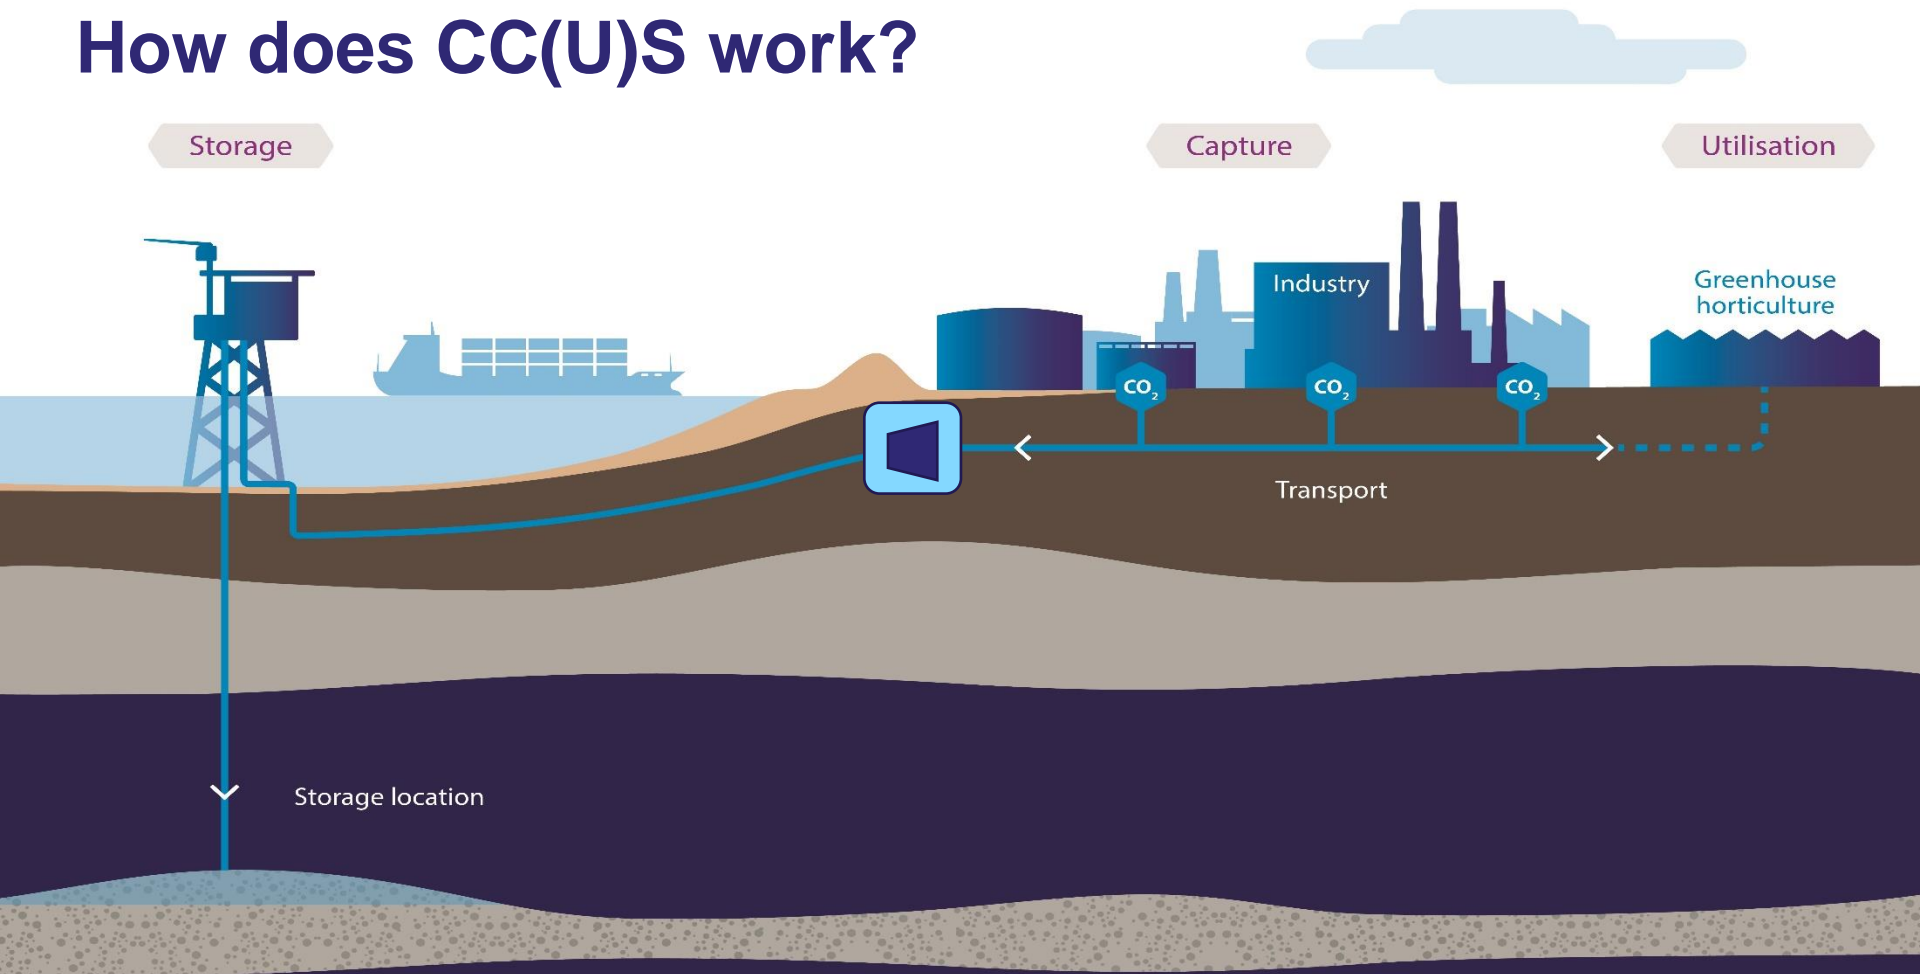 How does CC(U)S work?
Storage
Capture
Utilisation
Industry
Greenhouse
horticulture
CO₂
CO₂
CO₂
Transport
Storage location